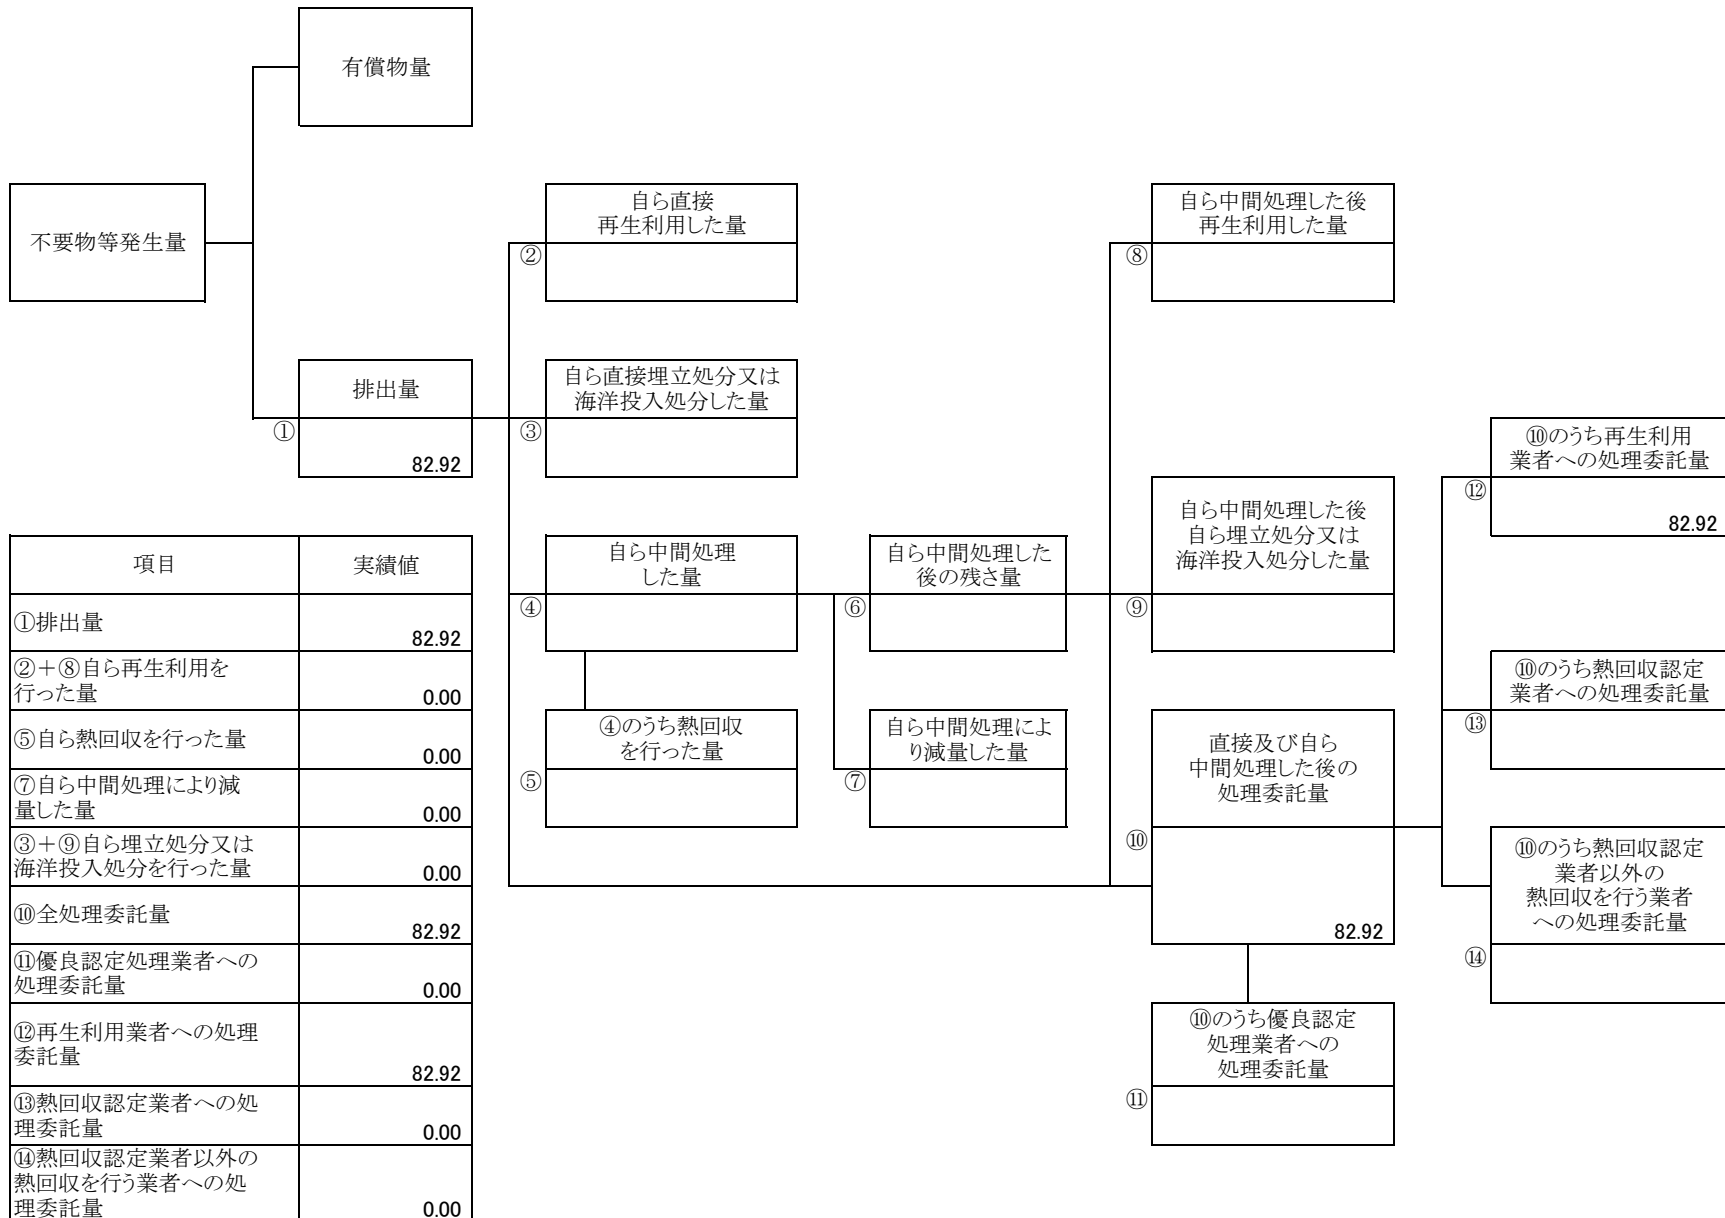 有償物量
不要物等発生量
自ら直接
再生利用した量
②
自ら中間処理した後
再生利用した量
⑧
排出量
①
82.92
自ら直接埋立処分又は
海洋投入処分した量
③
⑩のうち再生利用
業者への処理委託量
⑫
82.92
自ら中間処理
した量
④
自ら中間処理した
後の残さ量
⑥
自ら中間処理した後
自ら埋立処分又は
海洋投入処分した量
⑨
④のうち熱回収
を行った量
⑤
自ら中間処理によ
り減量した量
⑦
直接及び自ら
中間処理した後の
処理委託量
⑩
82.92
⑩のうち熱回収認定
業者への処理委託量
⑬
⑩のうち熱回収認定
業者以外の
熱回収を行う業者
への処理委託量
⑭
⑩のうち優良認定
処理業者への
処理委託量
⑪
項目
実績値
①排出量
82.92
②＋⑧自ら再生利用を
行った量
0.00
⑤自ら熱回収を行った量
0.00
⑦自ら中間処理により減
量した量
0.00
③＋⑨自ら埋立処分又は
海洋投入処分を行った量
0.00
⑩全処理委託量
82.92
⑪優良認定処理業者への
処理委託量
0.00
⑫再生利用業者への処理
委託量
82.92
⑬熱回収認定業者への処
理委託量
0.00
⑭熱回収認定業者以外の
熱回収を行う業者への処
理委託量
0.00